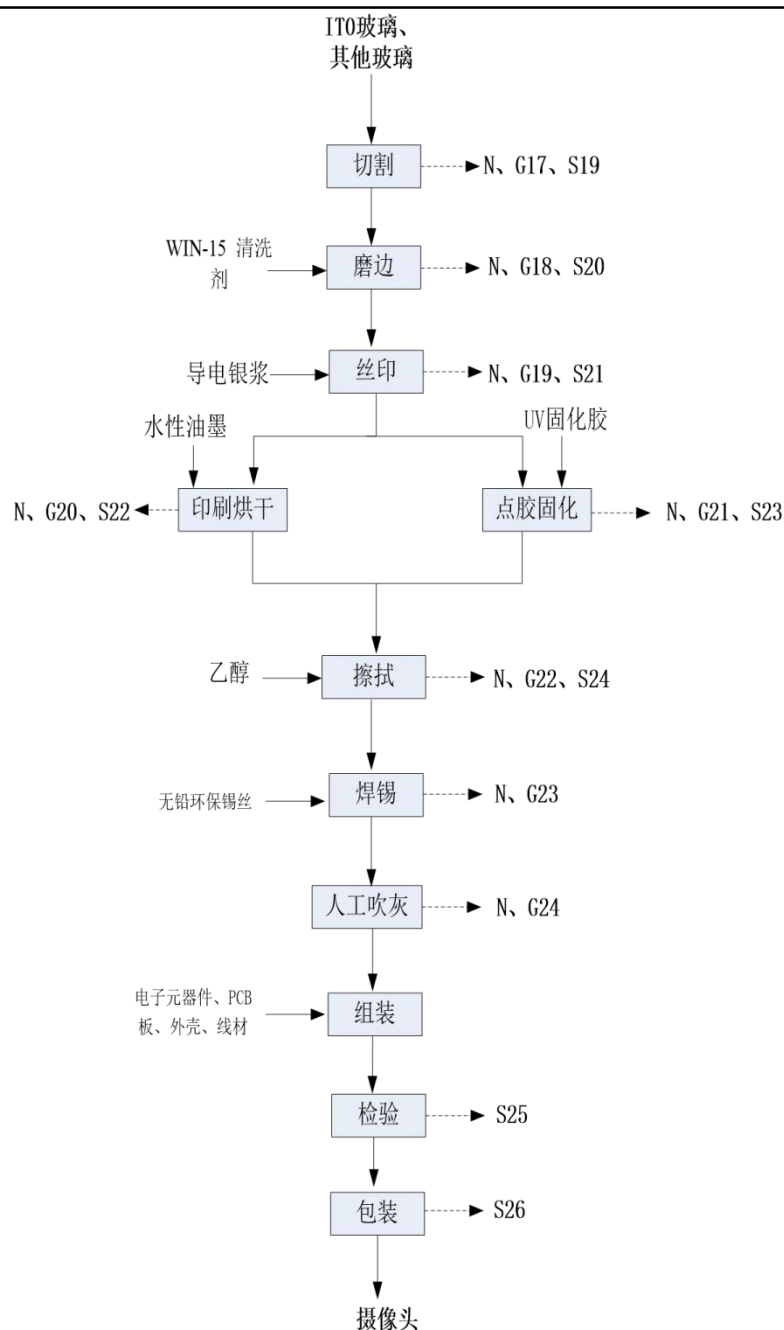 ITO玻璃、
其他玻璃
切割
N、G17、S19
WIN-15 清洗
剂
磨边
N、G18、S20
导电银浆
丝印
N、G19、S21
水性油墨
UV固化胶
N、G20、S22
印刷烘干
点胶固化
N、G21、S23
乙醇
擦拭
N、G22、S24
无铅环保锡丝
焊锡
N、G23
人工吹灰
N、G24
电子元器件、PCB
板、外壳、线材
组装
检验
S25
包装
S26
摄像头